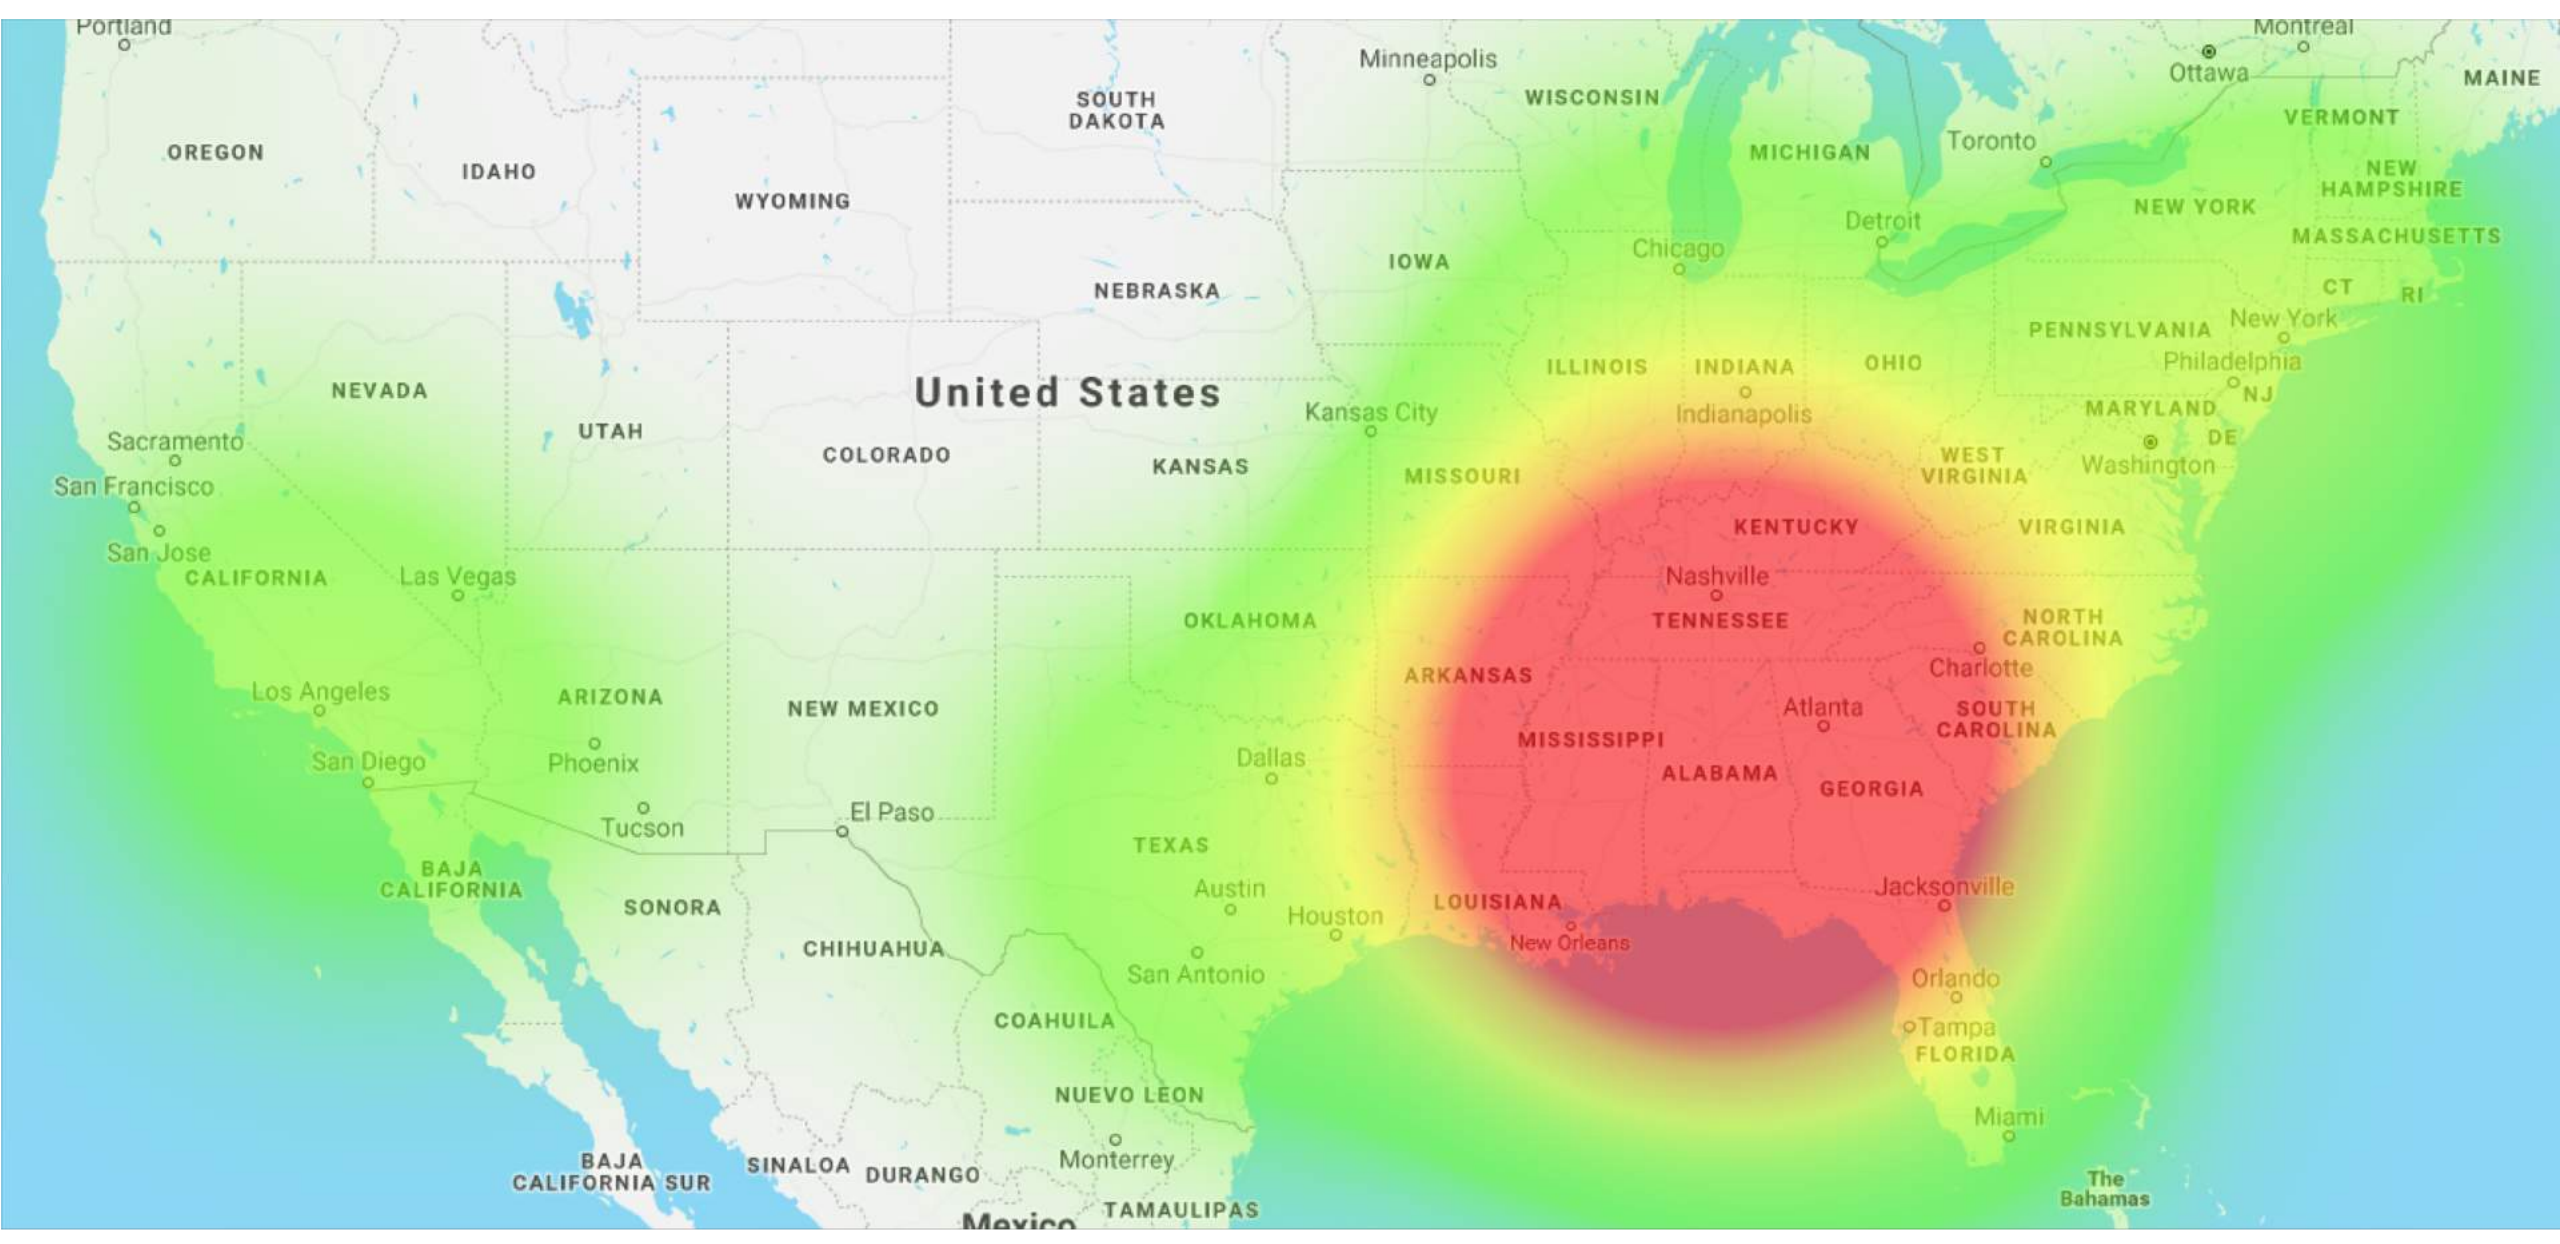 Portland
Montreal
Minneapolis
Ottawa
MAINE
WISCONSIN
SOUTH
DAKOTA
VERMONT
OREGON
IDAHO
MICHIGAN
Toronto
NEW
HAMPSHIRE
WYOMING
NEW YORK
Detroit
MASSACHUSETTS
Chicago
IOWA
NEBRASKA
CT
RI
New York
PENNSYLVANIA
Philadelphia
ILLINOIS
INDIANA
OHIO
NEVADA
United States
NJ
Kansas City
Indianapolis
MARYLAND
UTAH
Sacramento
DE
COLORADO
KANSAS
MISSOURI
WEST
VIRGINIA
Washington
San Francisco
KENTUCKY
VIRGINIA
San Jose
CALIFORNIA
Las Vegas
Nashville
OKLAHOMA
TENNESSEE
NORTH
CAROLINA
Charlotte
ARKANSAS
Los Angeles
ARIZONA
NEW MEXICO
Atlanta
SOUTH
CAROLINA
MISSISSIPPI
San Diego
Phoenix
Dallas
ALABAMA
GEORGIA
El Paso
Tucson
TEXAS
BAJA
CALIFORNIA
Austin
Jacksonville
SONORA
Houston
LOUISIANA
New Orleans
CHIHUAHUA
San Antonio
Orlando
COAHUILA
Tampa
FLORIDA
NUEVO LEON
Miami
Monterrey
BAJA
CALIFORNIA SUR
SINALOA
DURANGO
The
Bahamas
TAMAULIPAS
Mexico